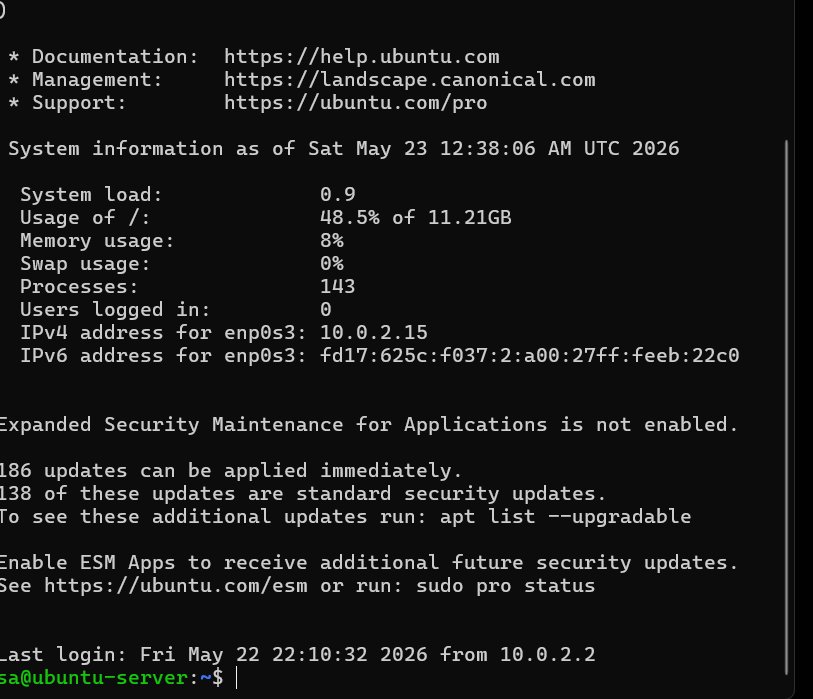 )
 * Documentation:  https://help.ubuntu.com
 * Management:     https://landscape.canonical.com
 * Support:        https://ubuntu.com/pro
 System information as of Sat May 23 12:38:06 AM UTC 2026
  System load:             0.9
  Usage of /:              48.5% of 11.21GB
  Memory usage:            8%
  Swap usage:              0%
  Processes:               143
  Users logged in:         0
  IPv4 address for enp0s3: 10.0.2.15
  IPv6 address for enp0s3: fd17:625c:f037:2:a00:27ff:feeb:22c0
Expanded Security Maintenance for Applications is not enabled.
186 updates can be applied immediately.
138 of these updates are standard security updates.
To see these additional updates run: apt list --upgradable
Enable ESM Apps to receive additional future security updates.
See https://ubuntu.com/esm or run: sudo pro status
Last login: Fri May 22 22:10:32 2026 from 10.0.2.2
sa@ubuntu-server:~$